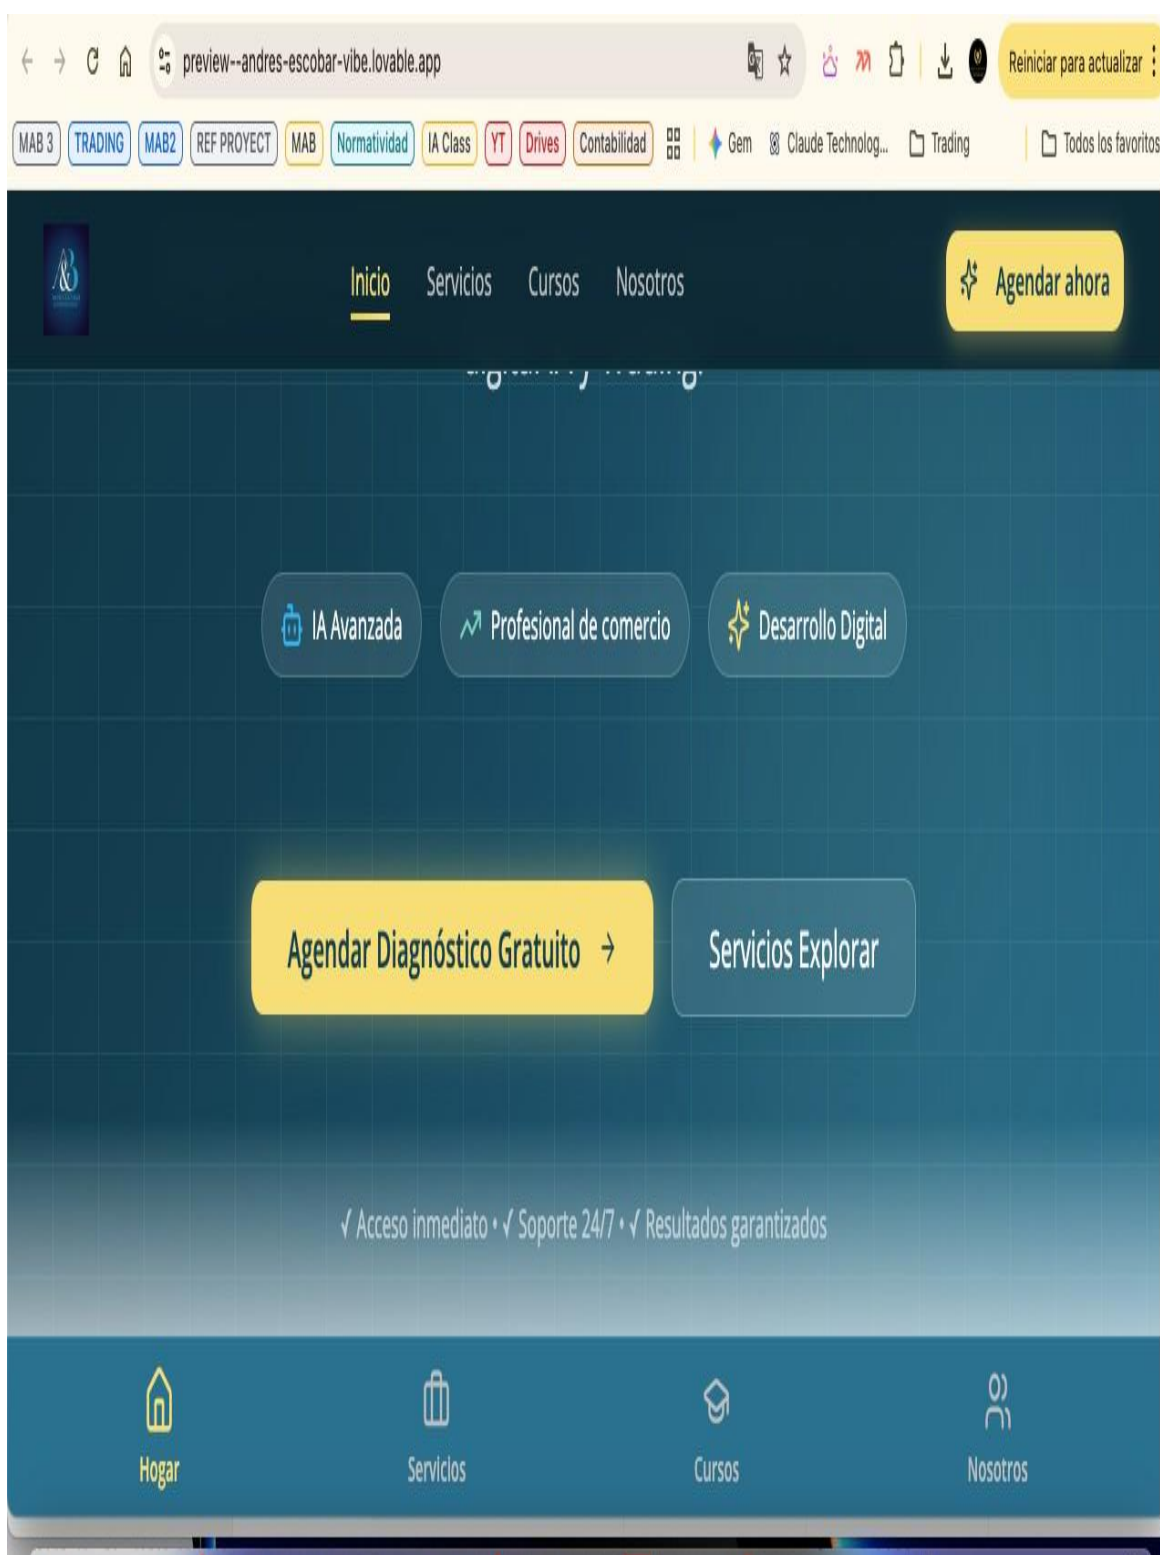 preview--andres-escobar-vibe.lovable.app
Reiniciar para actualizar
MAB 3 TRADING MAB2 REF PROYECT MAB Normatividad IA Class YT Drives Contabilidad Gem Claude Technolog... Trading Todos los favoritos
A&B
Inicio Servicios Cursos Nosotros
Agendar ahora
IA Avanzada Profesional de comercio Desarrollo Digital
Agendar Diagnóstico Gratuito → Servicios Explorar
✓ Acceso inmediato • ✓ Soporte 24/7 • ✓ Resultados garantizados
Hogar Servicios Cursos Nosotros